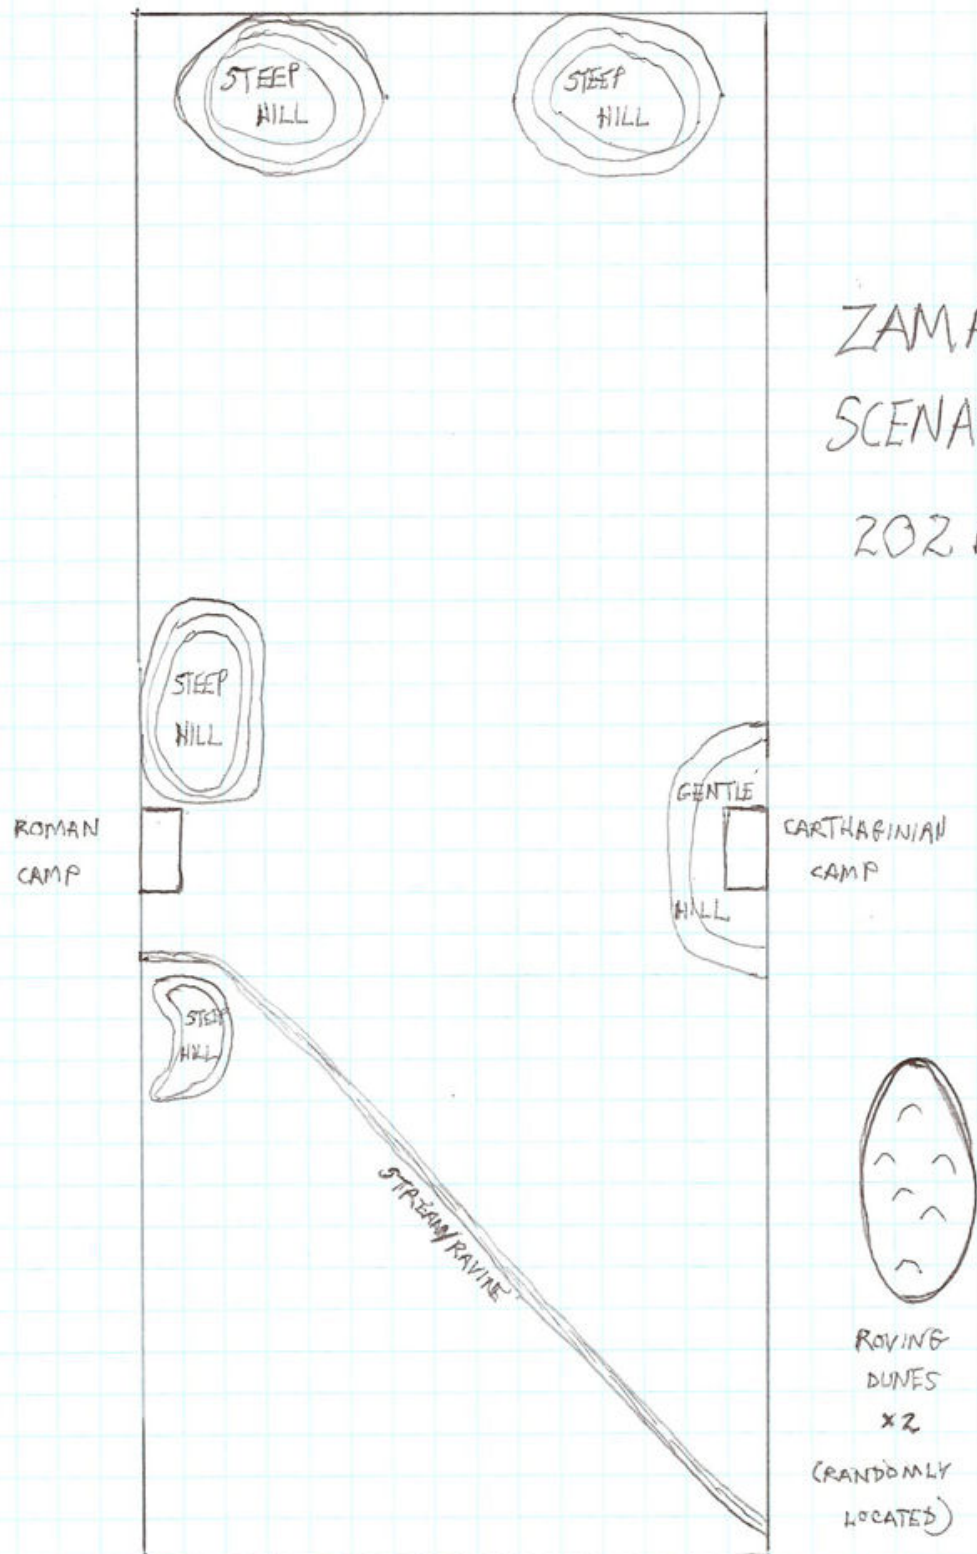 STEEP
HILL
STEEP
HILL
ZAMA
SCENA
202
STEEP
HILL
ROMAN
CAMP
GENTLE
HILL
CARTHAGINIAN
CAMP
STEEP
HILL
STREAM/RAVINE
ROVING
DUNES
x2
(RANDOMLY
LOCATED)